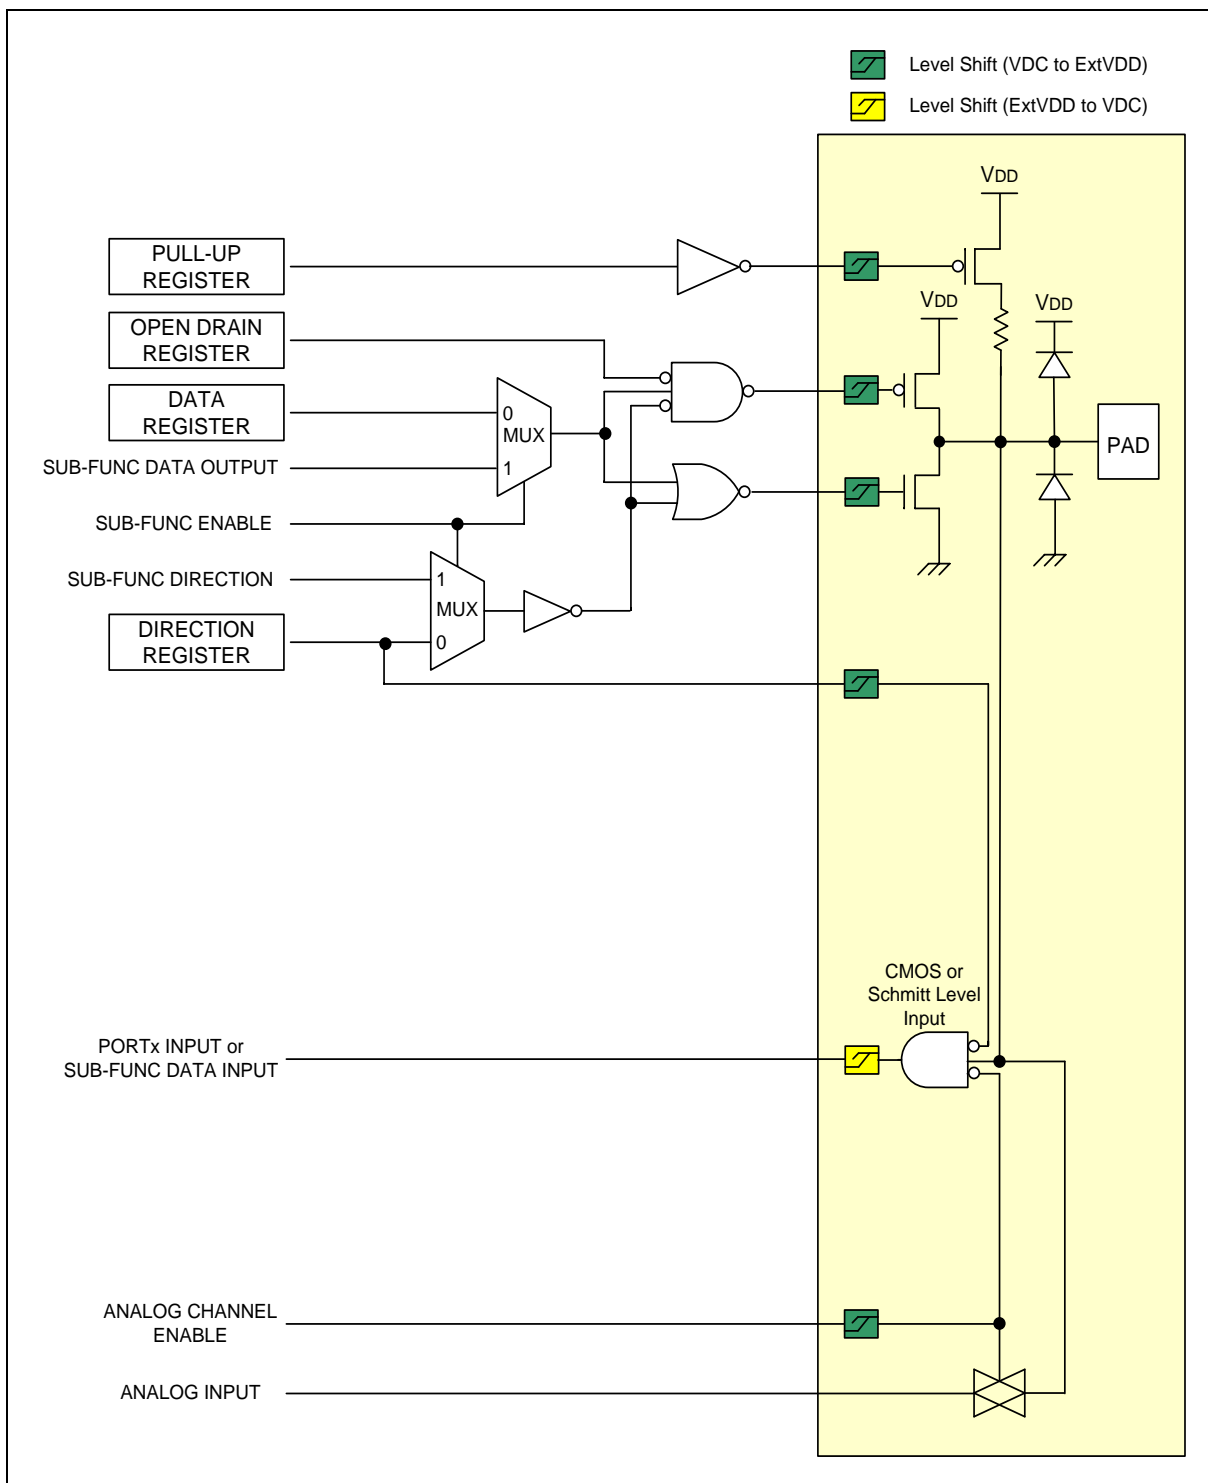 Level Shift (VDC to ExtVDD)
Level Shift (ExtVDD to VDC)
VDD
PULL-UP
REGISTER
VDD
VDD
OPEN DRAIN
REGISTER
DATA
REGISTER
0
MUX
1
PAD
SUB-FUNC DATA OUTPUT
SUB-FUNC ENABLE
SUB-FUNC DIRECTION
1
MUX
0
DIRECTION
REGISTER
CMOS or
Schmitt Level
Input
PORTx INPUT or
SUB-FUNC DATA INPUT
ANALOG CHANNEL
ENABLE
ANALOG INPUT